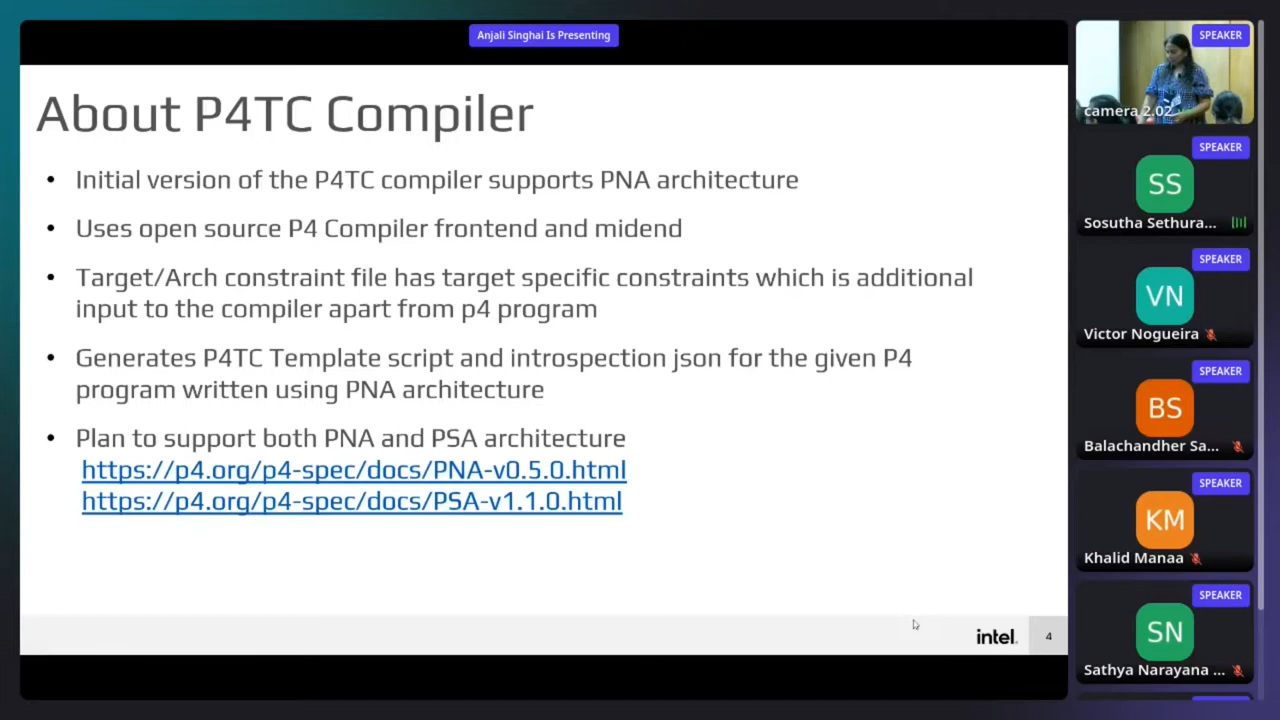 Anjali Singhai Is Presenting
About P4TC Compiler
• Initial version of the P4TC compiler supports PNA architecture
• Uses open source P4 Compiler frontend and midend
• Target/Arch constraint file has target specific constraints which is additional
input to the compiler apart from p4 program
• Generates P4TC Template script and introspection json for the given P4
program written using PNA architecture
• Plan to support both PNA and PSA architecture
https://p4.org/p4-spec/docs/PNA-v0.5.0.html
https://p4.org/p4-spec/docs/PSA-v1.1.0.html
intel.
4
SPEAKER
camera 2.02
SPEAKER
SS
Sosutha Sethura...
SPEAKER
VN
Victor Nogueira
SPEAKER
BS
Balachandher Sa...
SPEAKER
KM
Khalid Manaa
SPEAKER
SN
Sathya Narayana ...